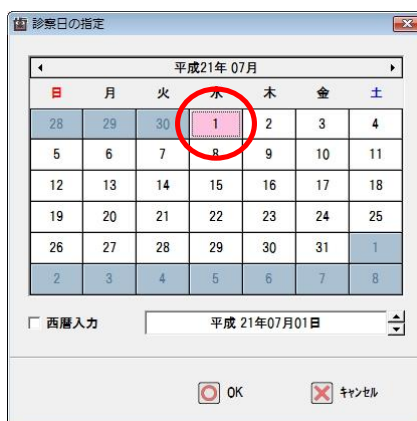 診察日の指定
平成21年 07月
日 月 火 水 木 金 土
28 29 30 1 2 3 4
5 6 7 8 9 10 11
12 13 14 15 16 17 18
19 20 21 22 23 24 25
26 27 28 29 30 31 1
2 3 4 5 6 7 8
西暦入力 平成 21年07月01日
OK ｷｬﾝｾﾙ